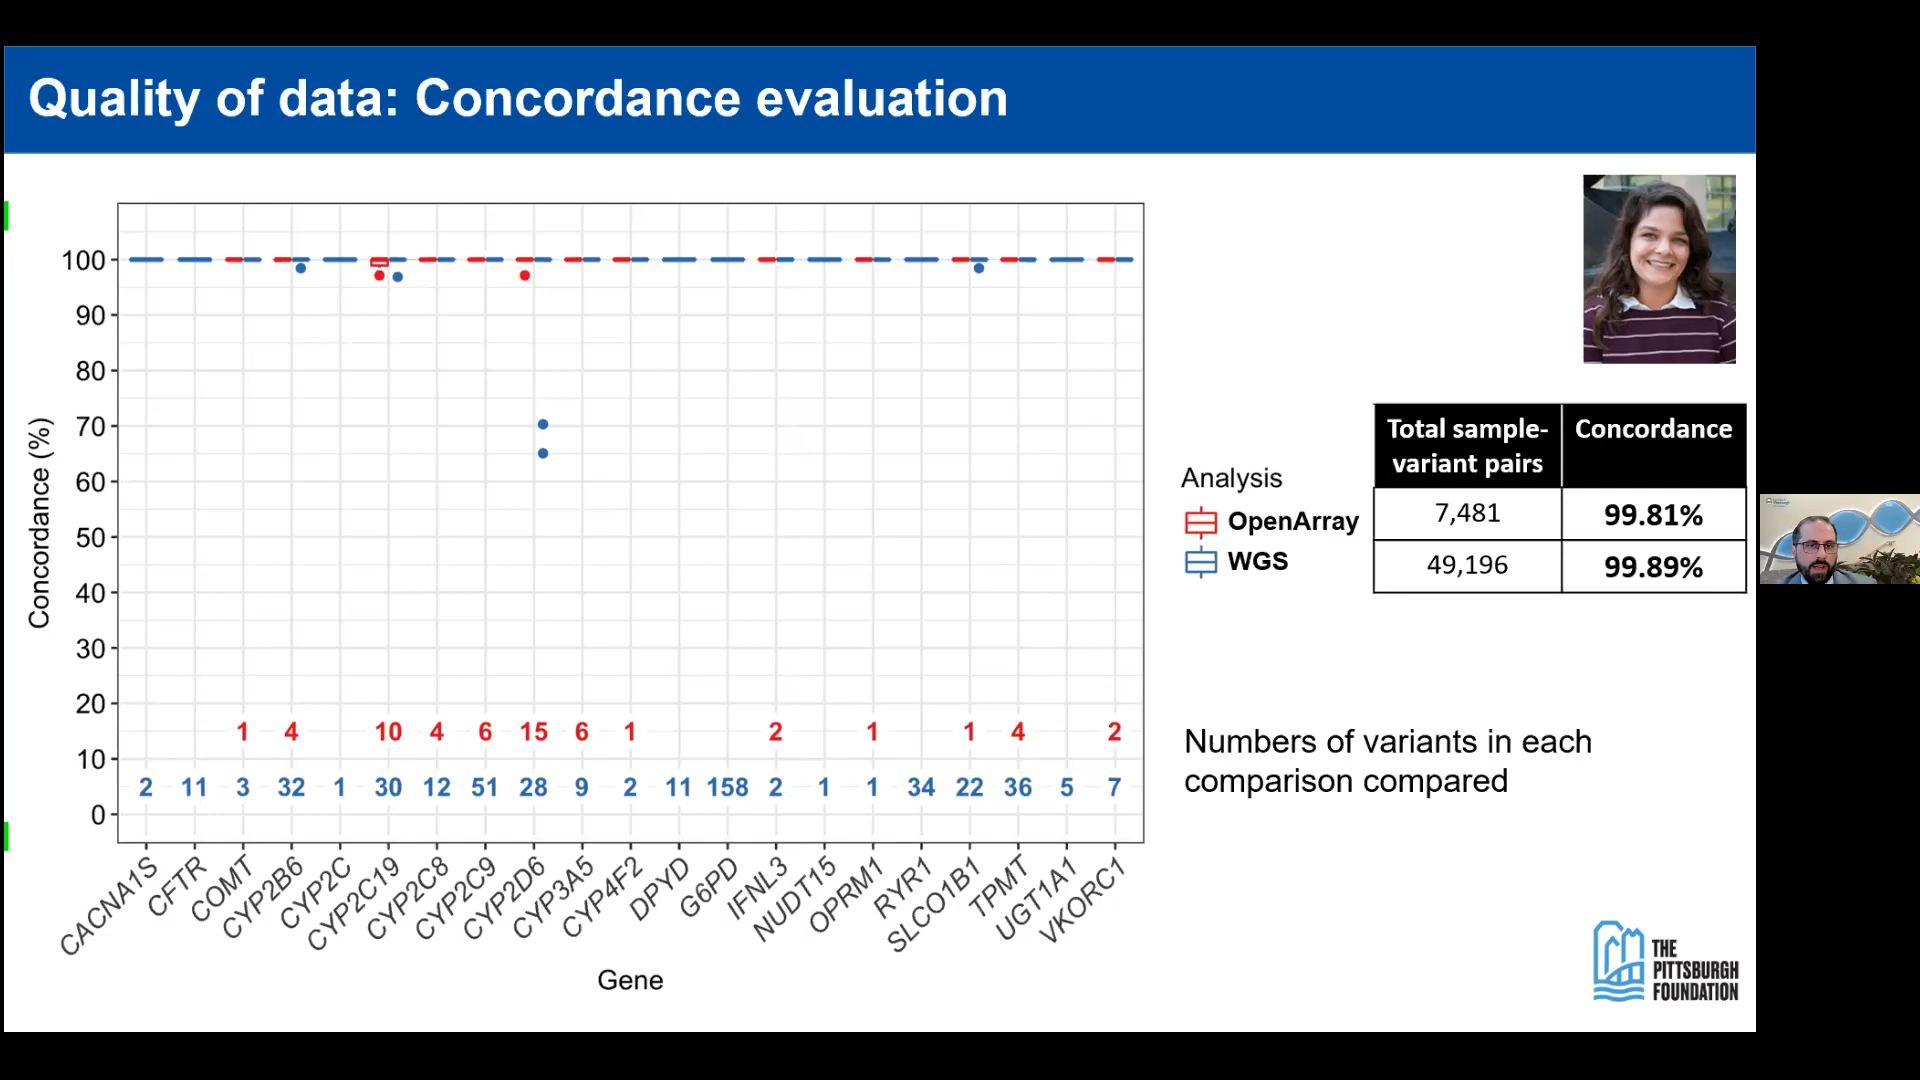 Quality of data: Concordance evaluation
Concordance (%)
100
90
80
70
60
50
40
30
20
10
0
1 4 10 4 6 15 6 1 2 1 1 4 2
2 11 3 32 1 30 12 51 28 9 2 11 158 2 1 1 34 22 36 5 7
CACNA1S
CFTR
COMT
CYP2B6
CYP2C
CYP2C19
CYP2C8
CYP2C9
CYP2D6
CYP3A5
CYP4F2
DPYD
G6PD
IFNL3
NUDT15
OPRM1
RYR1
SLCO1B1
TPMT
UGT1A1
VKORC1
Gene
Analysis
OpenArray
WGS
Total sample-
variant pairs
Concordance
7,481 99.81%
49,196 99.89%
Numbers of variants in each
comparison compared
THE
PITTSBURGH
FOUNDATION